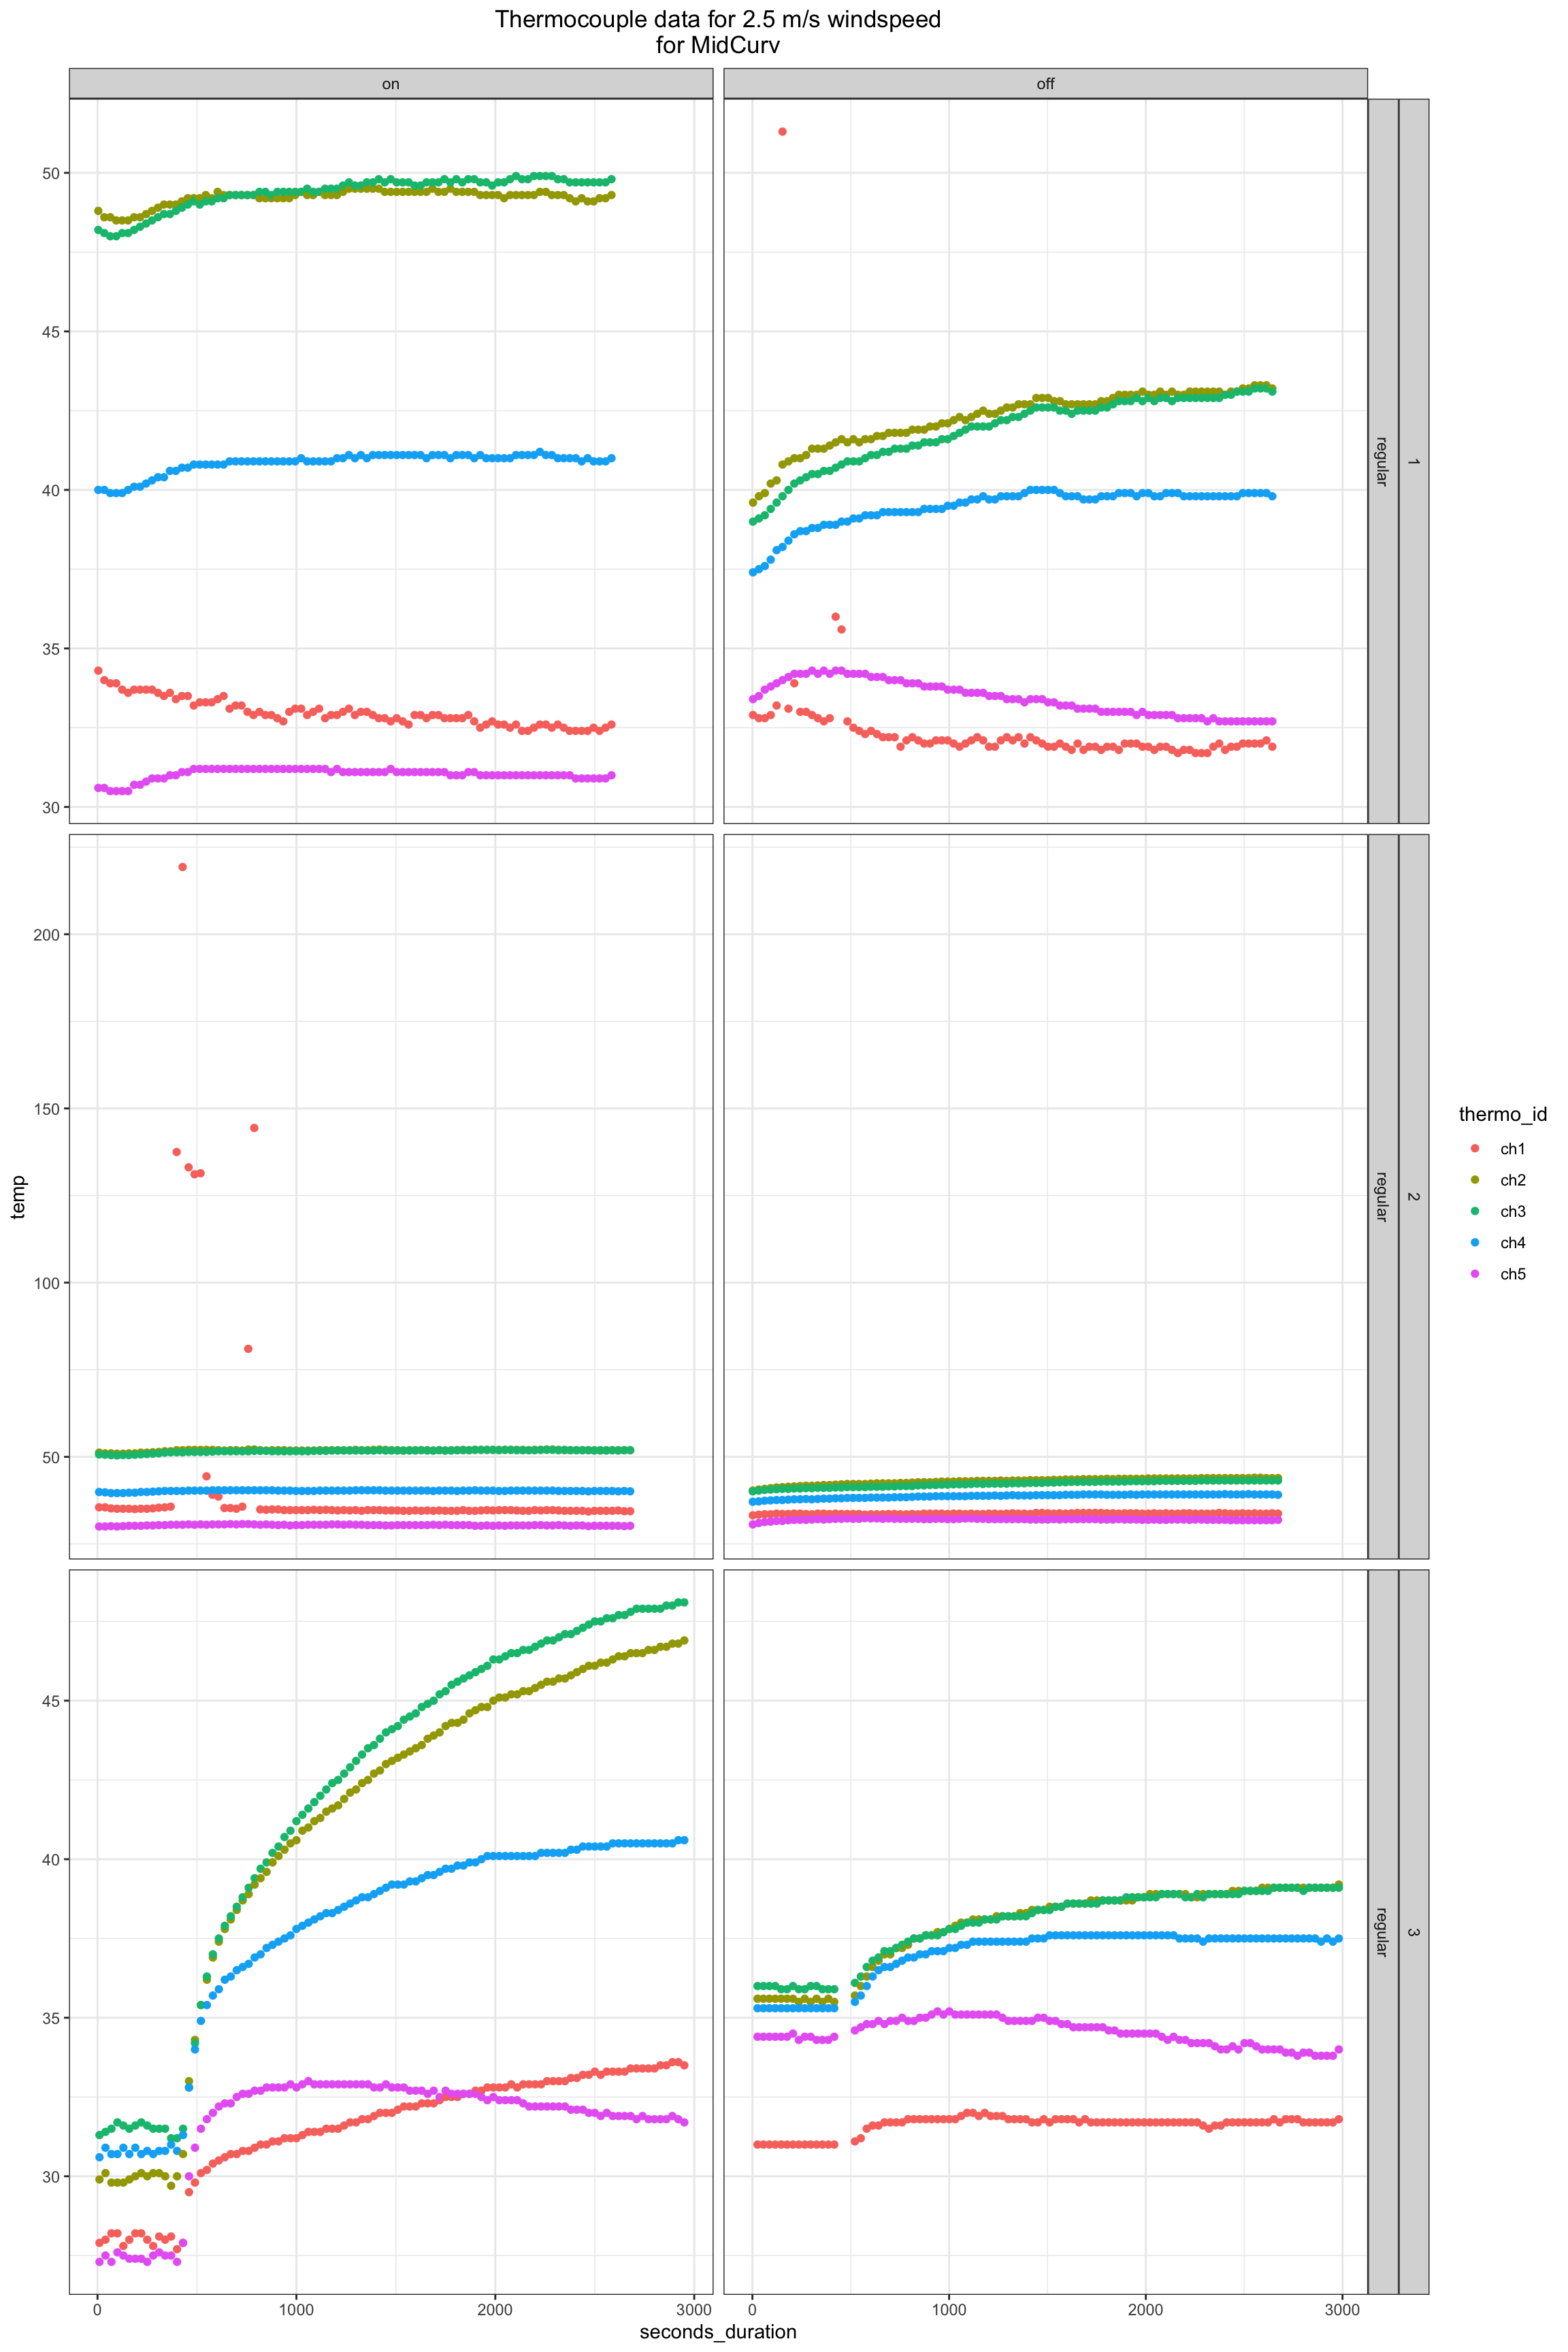 Thermocouple data for 2.5 m/s windspeed
for MidCurv
on
off
50
45
40
35
30
regular
1
200
150
100
50
regular
2
45
40
35
30
regular
3
temp
0
1000
2000
3000
0
1000
2000
3000
seconds_duration
thermo_id
ch1
ch2
ch3
ch4
ch5